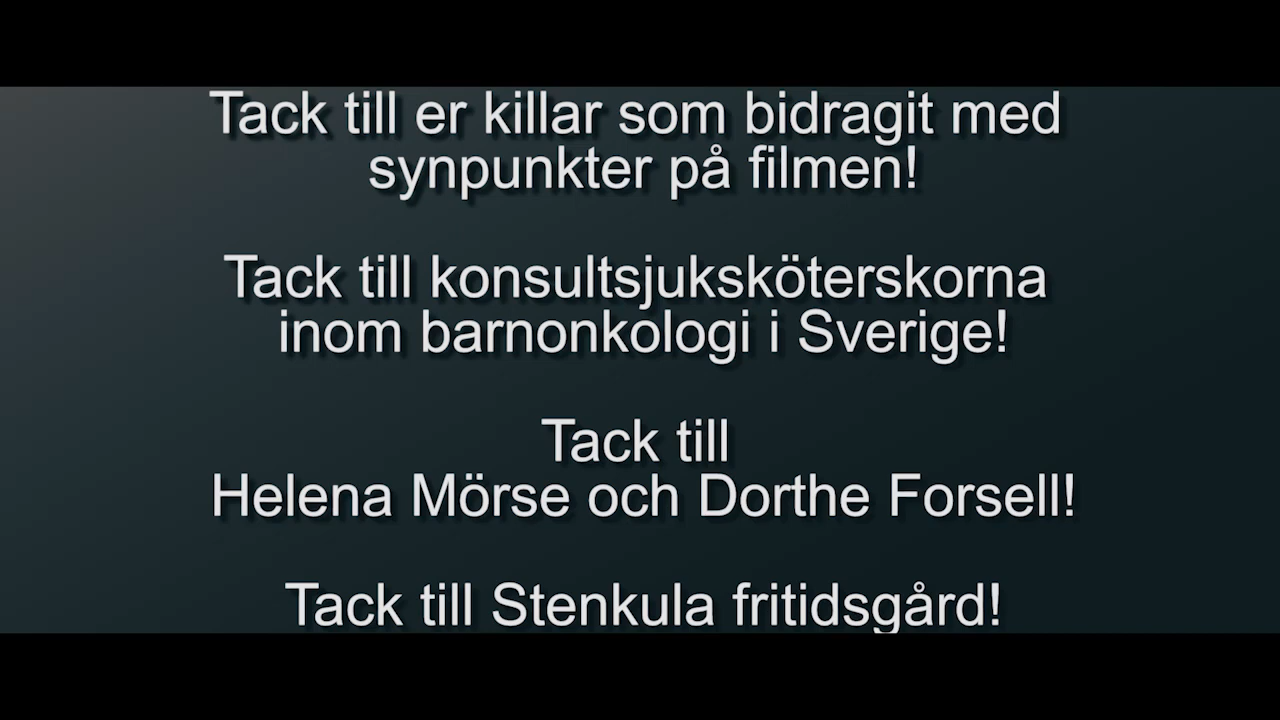 Tack till er killar som bidragit med
synpunkter på filmen!
Tack till konsultsjuksköterskorna
inom barnonkologi i Sverige!
Tack till
Helena Mörse och Dorthe Forsell!
Tack till Stenkula fritidsgård!